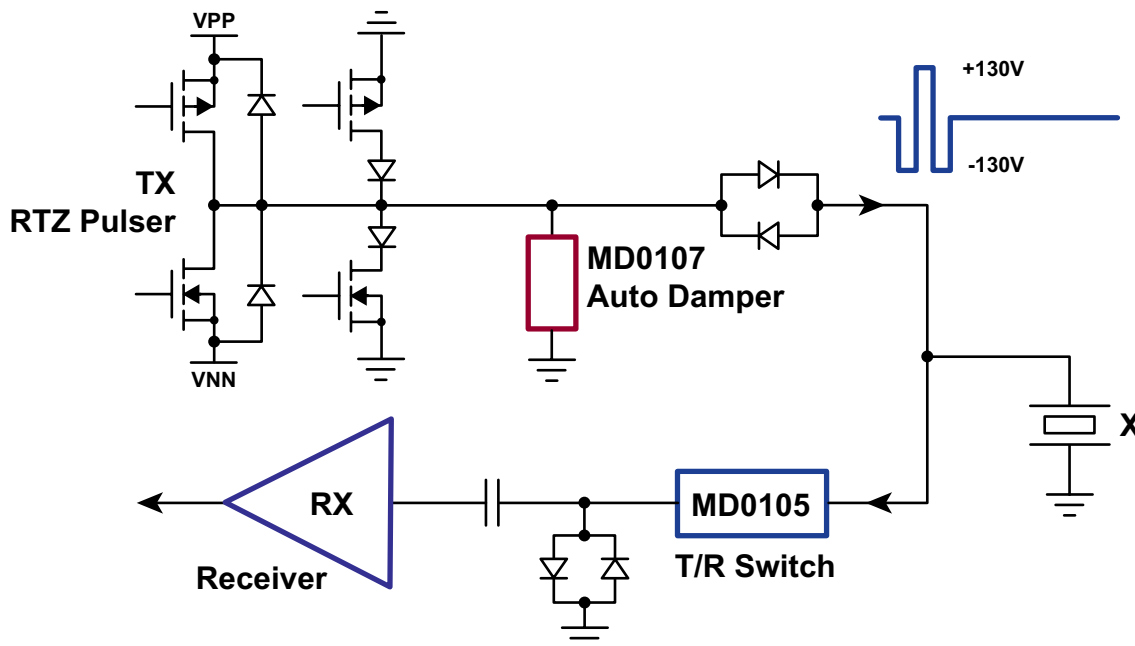 VPP
+130V
-130V
TX
RTZ Pulser
MD0107
Auto Damper
VNN
X
RX
MD0105
Receiver
T/R Switch